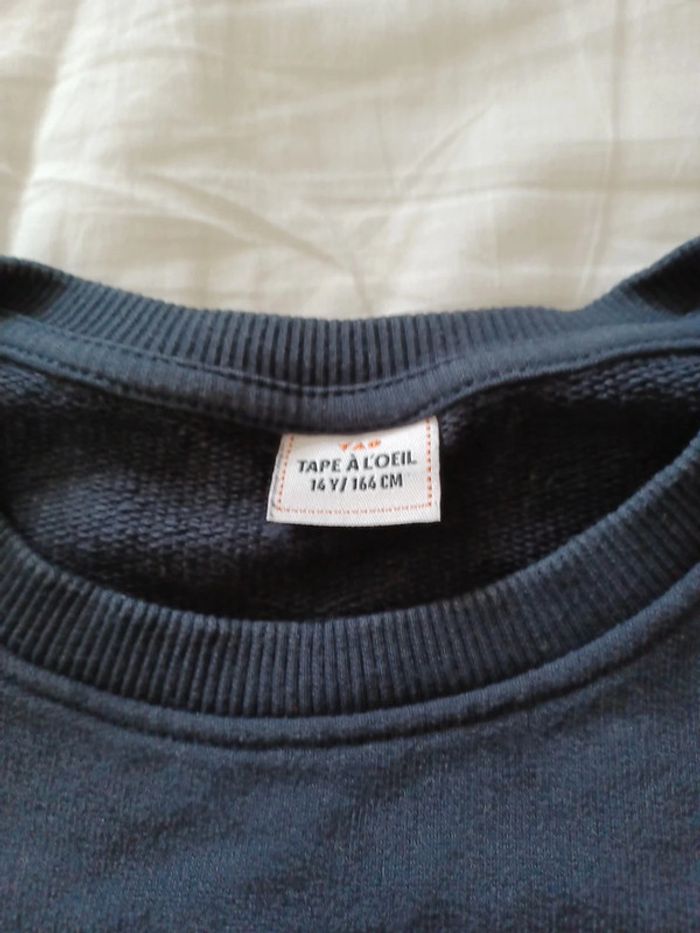 TAO
TAPE À L'OEIL
14 Y/ 164 CM